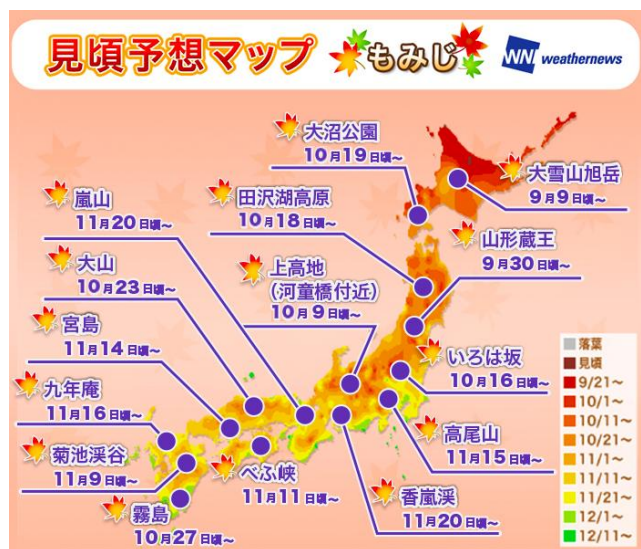 見頃予想マップ もみじ
WN weathernews
大沼公園
10月19日頃～
大雪山旭岳
9月9日頃～
嵐山
11月20日頃～
田沢湖高原
10月18日頃～
山形蔵王
9月30日頃～
大山
10月23日頃～
上高地
(河童橋付近)
10月9日頃～
宮島
11月14日頃～
いろは坂
10月16日頃～
九年庵
11月16日頃～
高尾山
11月15日頃～
菊池渓谷
11月9日頃～
べふ峡
11月11日頃～
香嵐渓
11月20日頃～
霧島
10月27日頃～
落葉
見頃
9/21～
10/1～
10/11～
10/21～
11/1～
11/11～
11/21～
12/1～
12/11～